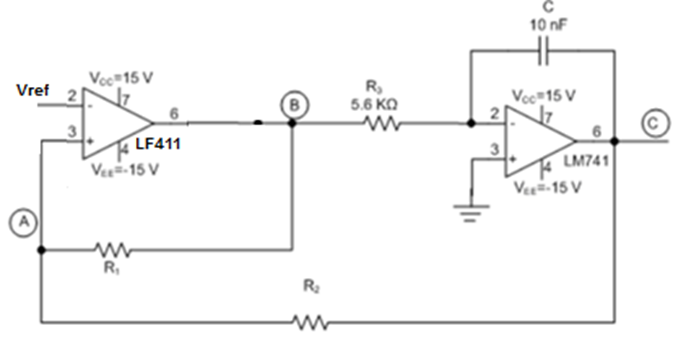 C
10 nF
Vref
VCC=15 V
2
-
7
6
3
+
4
LF411
VEE=-15 V
B
R3
5.6 KΩ
VCC=15 V
2
-
7
6
3
+
4
LM741
VEE=-15 V
C
A
R1
R2